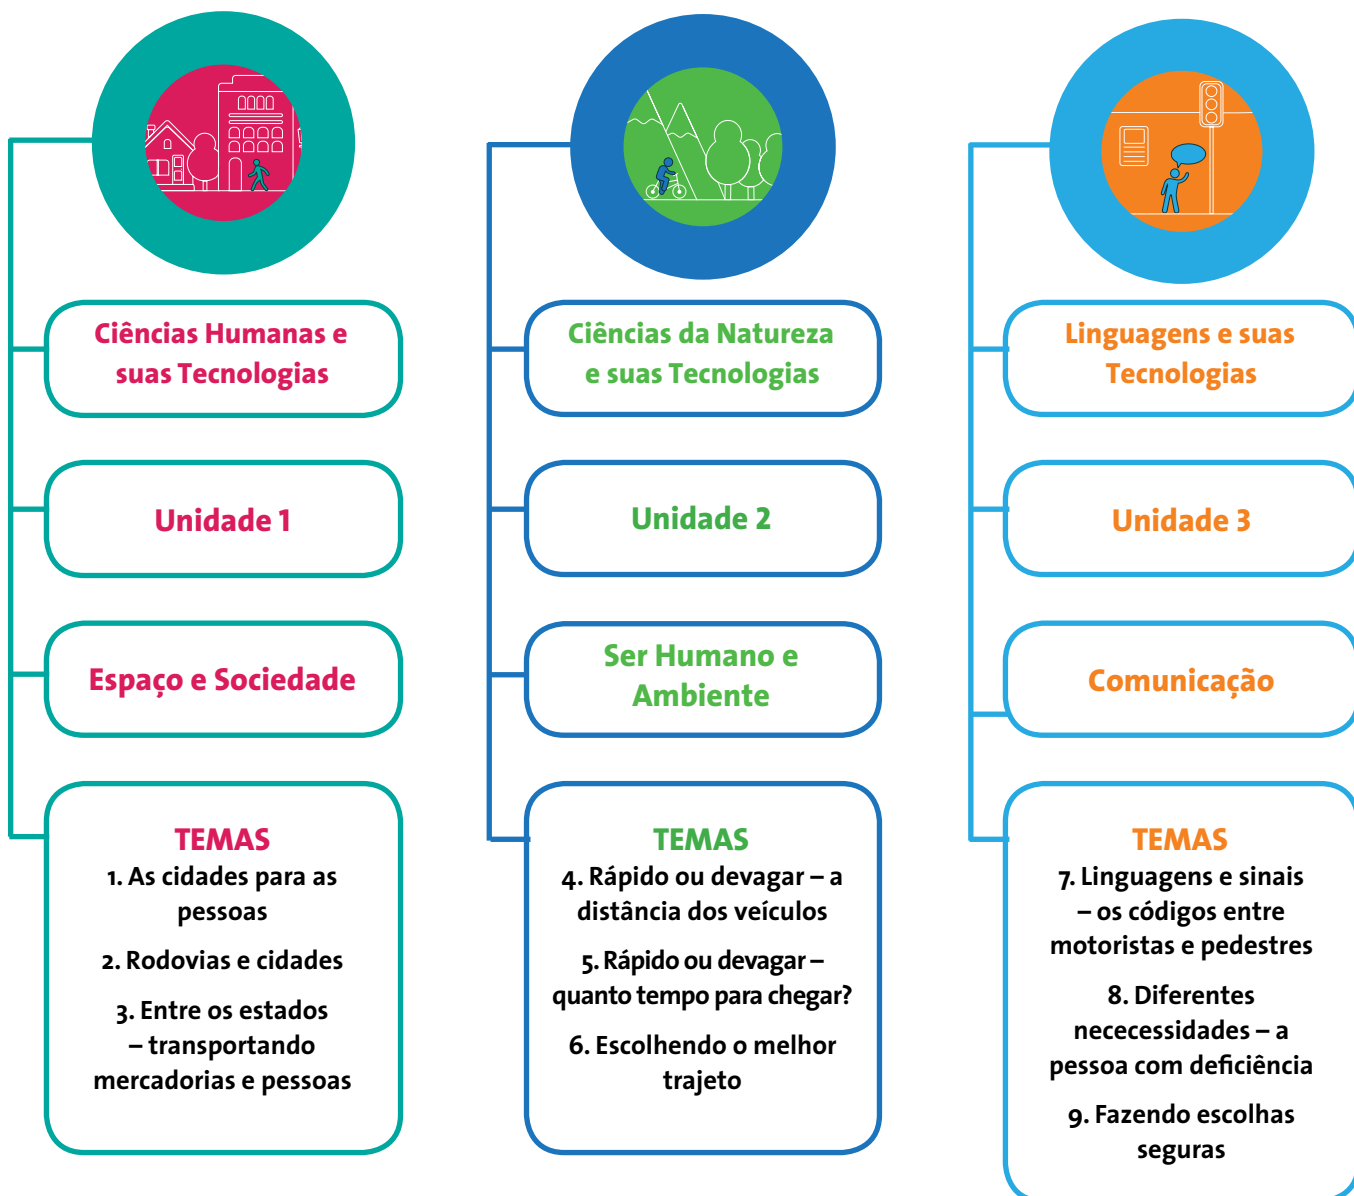 Ciências Humanas e
suas Tecnologias
Unidade 1
Espaço e Sociedade
TEMAS
1. As cidades para as
pessoas
2. Rodovias e cidades
3. Entre os estados
– transportando
mercadorias e pessoas
Ciências da Natureza
e suas Tecnologias
Unidade 2
Ser Humano e
Ambiente
TEMAS
4. Rápido ou devagar – a
distância dos veículos
5. Rápido ou devagar –
quanto tempo para chegar?
6. Escolhendo o melhor
trajeto
Linguagens e suas
Tecnologias
Unidade 3
Comunicação
TEMAS
7. Linguagens e sinais
– os códigos entre
motoristas e pedestres
8. Diferentes
nececessidades – a
pessoa com deficiência
9. Fazendo escolhas
seguras